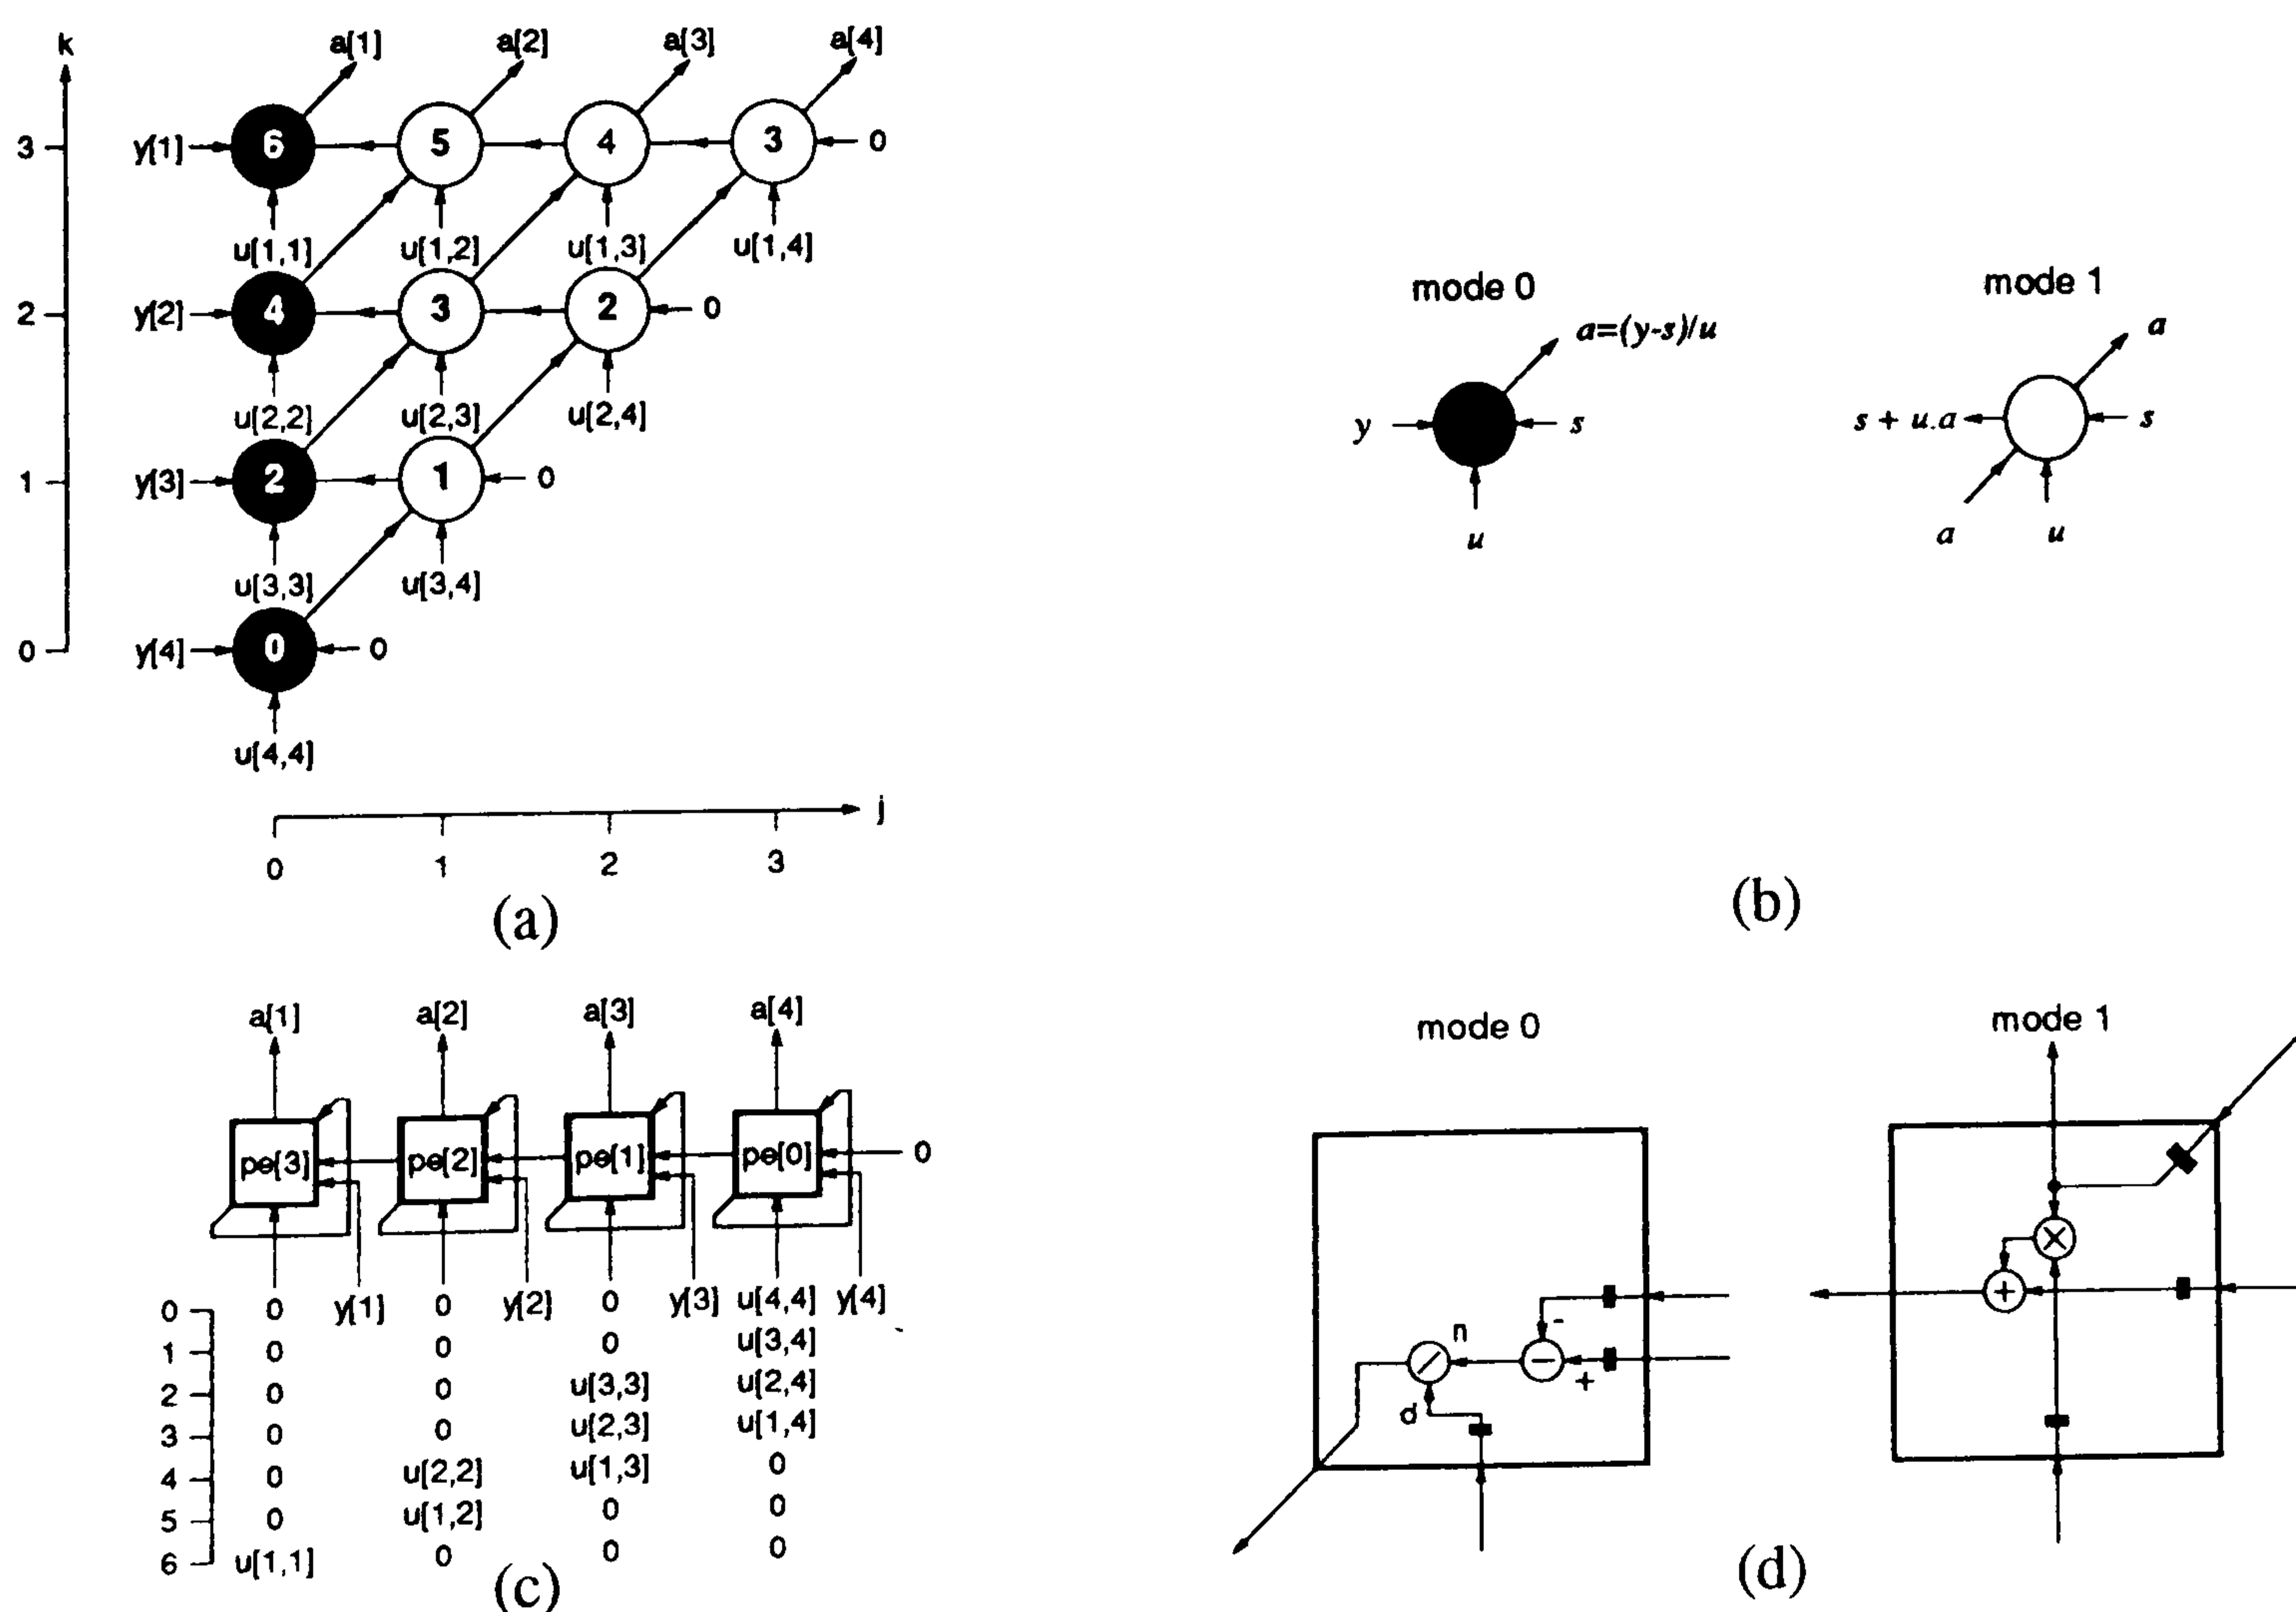 k
a[1] a[2] a[3] a[4]
3 y[1] 6 5 4 3 0
u[1,1] u[1,2] u[1,3] u[1,4]
2 y[2] 4 3 2 0
u[2,2] u[2,3] u[2,4]
1 y[3] 2 1 0
u[3,3] u[3,4]
0 y[4] 0 0
u[4,4]
j
0 1 2 3
(a)
mode 0 mode 1
a=(y-s)/u a
y s s + u.a s
u a u
(b)
a[1] a[2] a[3] a[4]
pe[3] pe[2] pe[1] pe[0] 0
0 0 y[1] 0 y[2] 0 y[3] u[4,4] y[4]
1 0 0 0 u[3,4]
2 0 0 u[3,3] u[2,4]
3 0 0 u[2,3] u[1,4]
4 0 u[2,2] u[1,3] 0
5 0 u[1,2] 0 0
6 u[1,1] 0 0 0
(c)
mode 0 mode 1
n - +
d
(d)